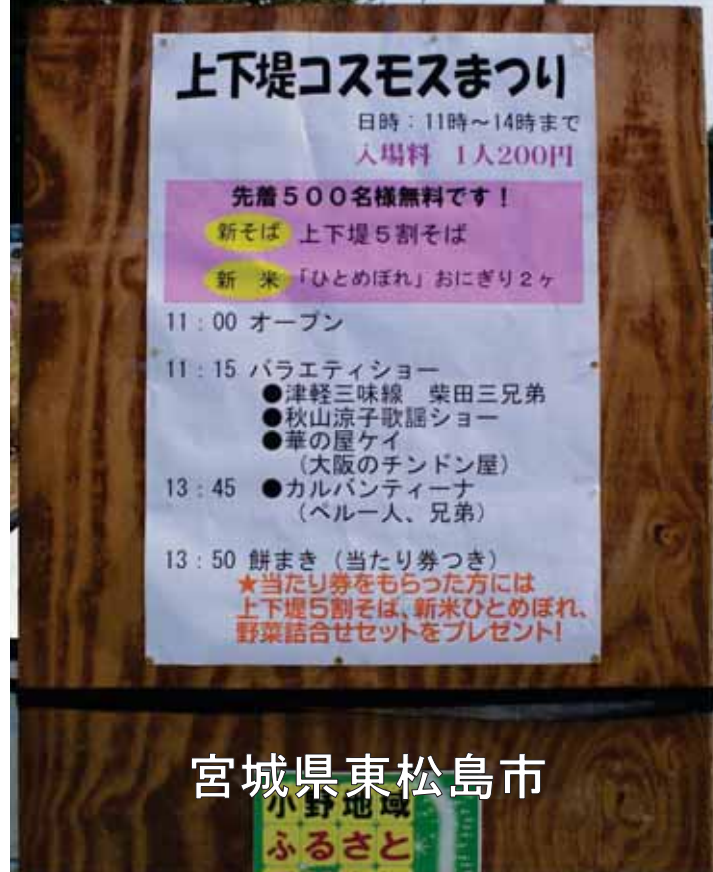 上下堤コスモスまつり
日時：11時～14時まで
入場料　1人200円
先着５００名様無料です！
新そば 上下堤５割そば
新　米 「ひとめぼれ」おにぎり２ヶ
11：00 オープン
11：15 バラエティショー
●津軽三味線　柴田三兄弟
●秋山涼子歌謡ショー
●華の屋ケイ
（大阪のチンドン屋）
13：45 ●カルバンティーナ
（ペルー人、兄弟）
13：50 餅まき（当たり券つき）
★当たり券をもらった方には
上下堤5割そば、新米ひとめぼれ、
野菜詰合せセットをプレゼント！
宮城県東松島市
小野地域
ふるさと